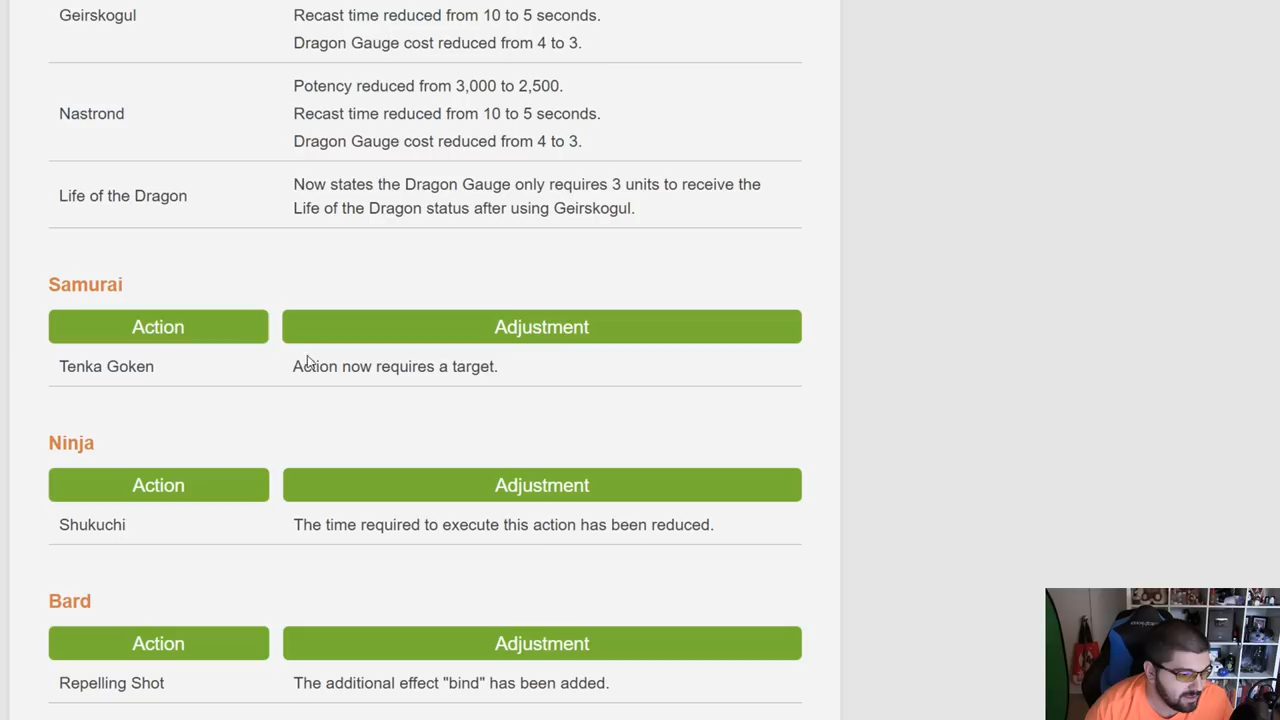 Geirskogul
Recast time reduced from 10 to 5 seconds.
Dragon Gauge cost reduced from 4 to 3.
Nastrond
Potency reduced from 3,000 to 2,500.
Recast time reduced from 10 to 5 seconds.
Dragon Gauge cost reduced from 4 to 3.
Life of the Dragon
Now states the Dragon Gauge only requires 3 units to receive the
Life of the Dragon status after using Geirskogul.
Samurai
Action Adjustment
Tenka Goken Action now requires a target.
Ninja
Action Adjustment
Shukuchi The time required to execute this action has been reduced.
Bard
Action Adjustment
Repelling Shot The additional effect "bind" has been added.